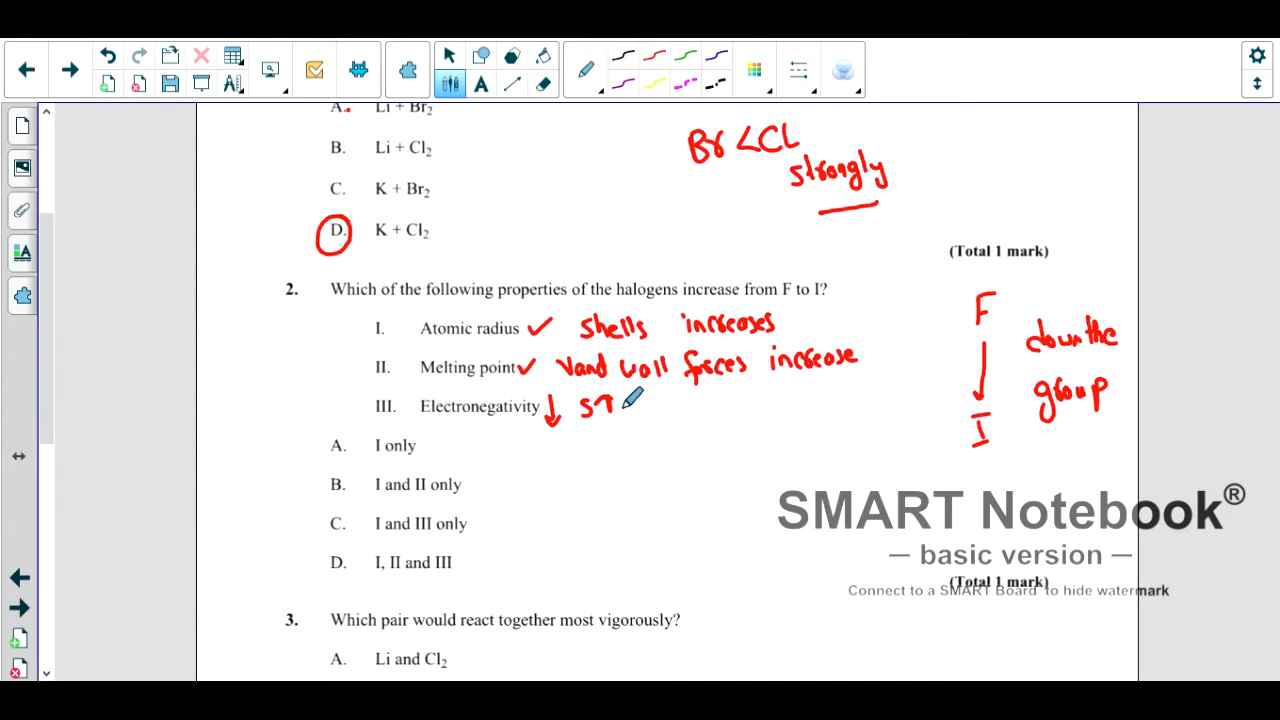 A. Li + Br2
Br < Cl
strongly
B. Li + Cl2
C. K + Br2
D. K + Cl2
(Total 1 mark)
2. Which of the following properties of the halogens increase from F to I?
I. Atomic radius ✓ shells increases
II. Melting point ✓ Vand wall forces increase
III. Electronegativity ↓ S↑
F
↓
I
down the
group
A. I only
B. I and II only
C. I and III only
D. I, II and III
SMART Notebook®
— basic version —
(Total 1 mark)
Connect to a SMART Board to hide watermark
3. Which pair would react together most vigorously?
A. Li and Cl2